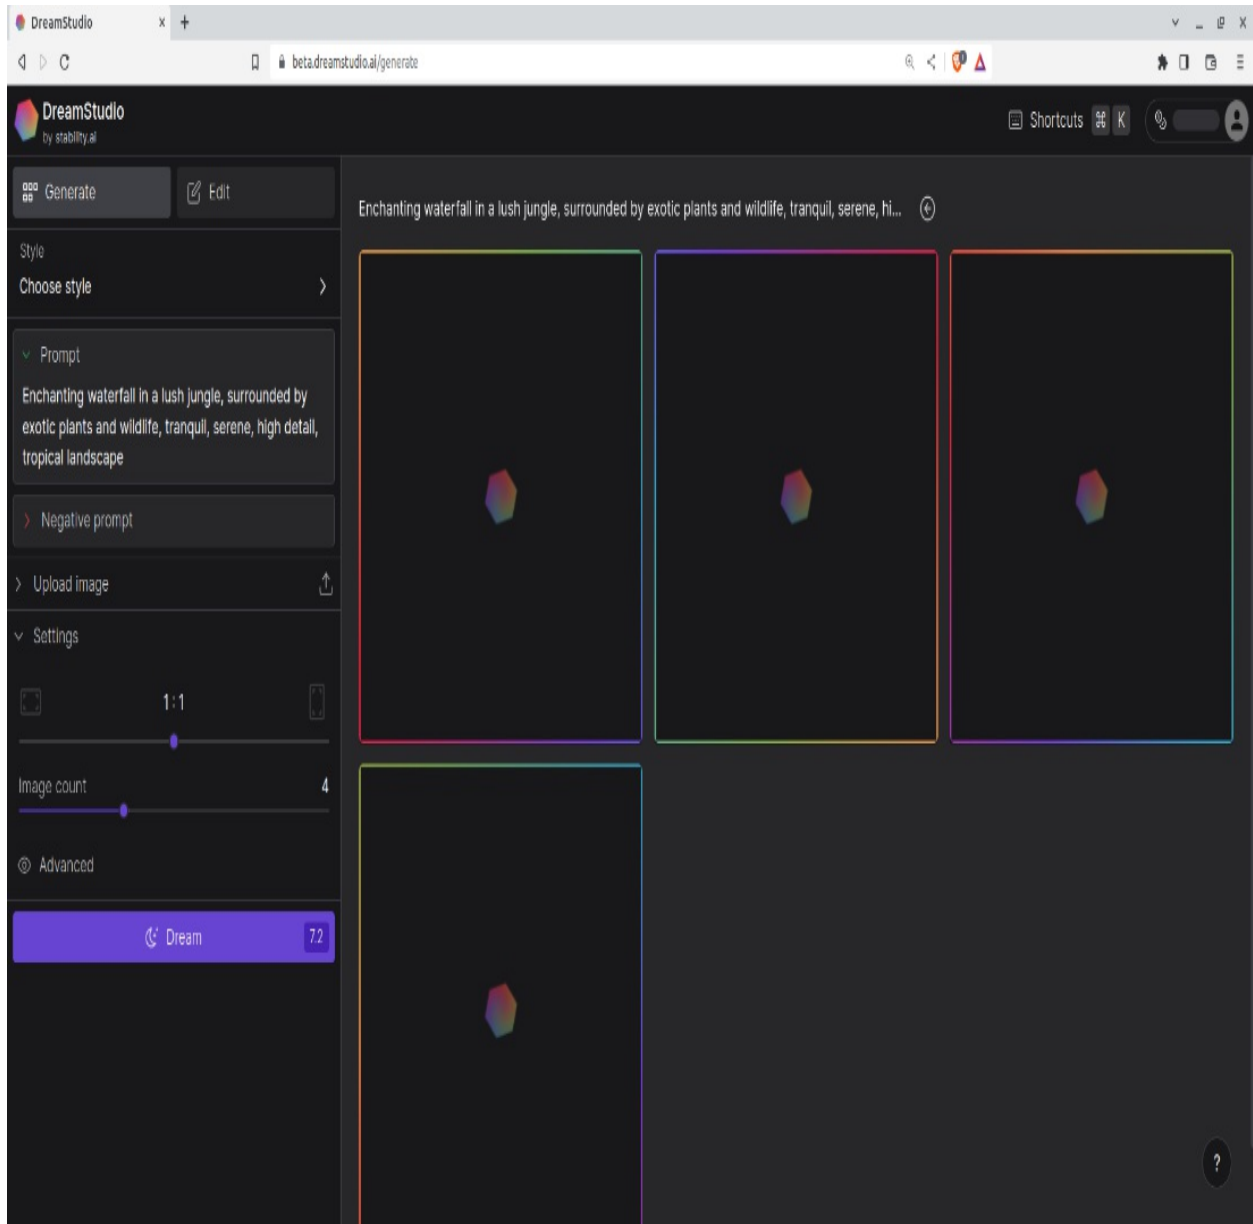 DreamStudio x +
beta.dreamstudio.ai/generate
DreamStudio
by stability.ai
Shortcuts ⌘ K
Generate
Edit
Enchanting waterfall in a lush jungle, surrounded by exotic plants and wildlife, tranquil, serene, hi...
Style
Choose style
Prompt
Enchanting waterfall in a lush jungle, surrounded by
exotic plants and wildlife, tranquil, serene, high detail,
tropical landscape
Negative prompt
Upload image
Settings
1:1
Image count 4
Advanced
Dream 7.2
?